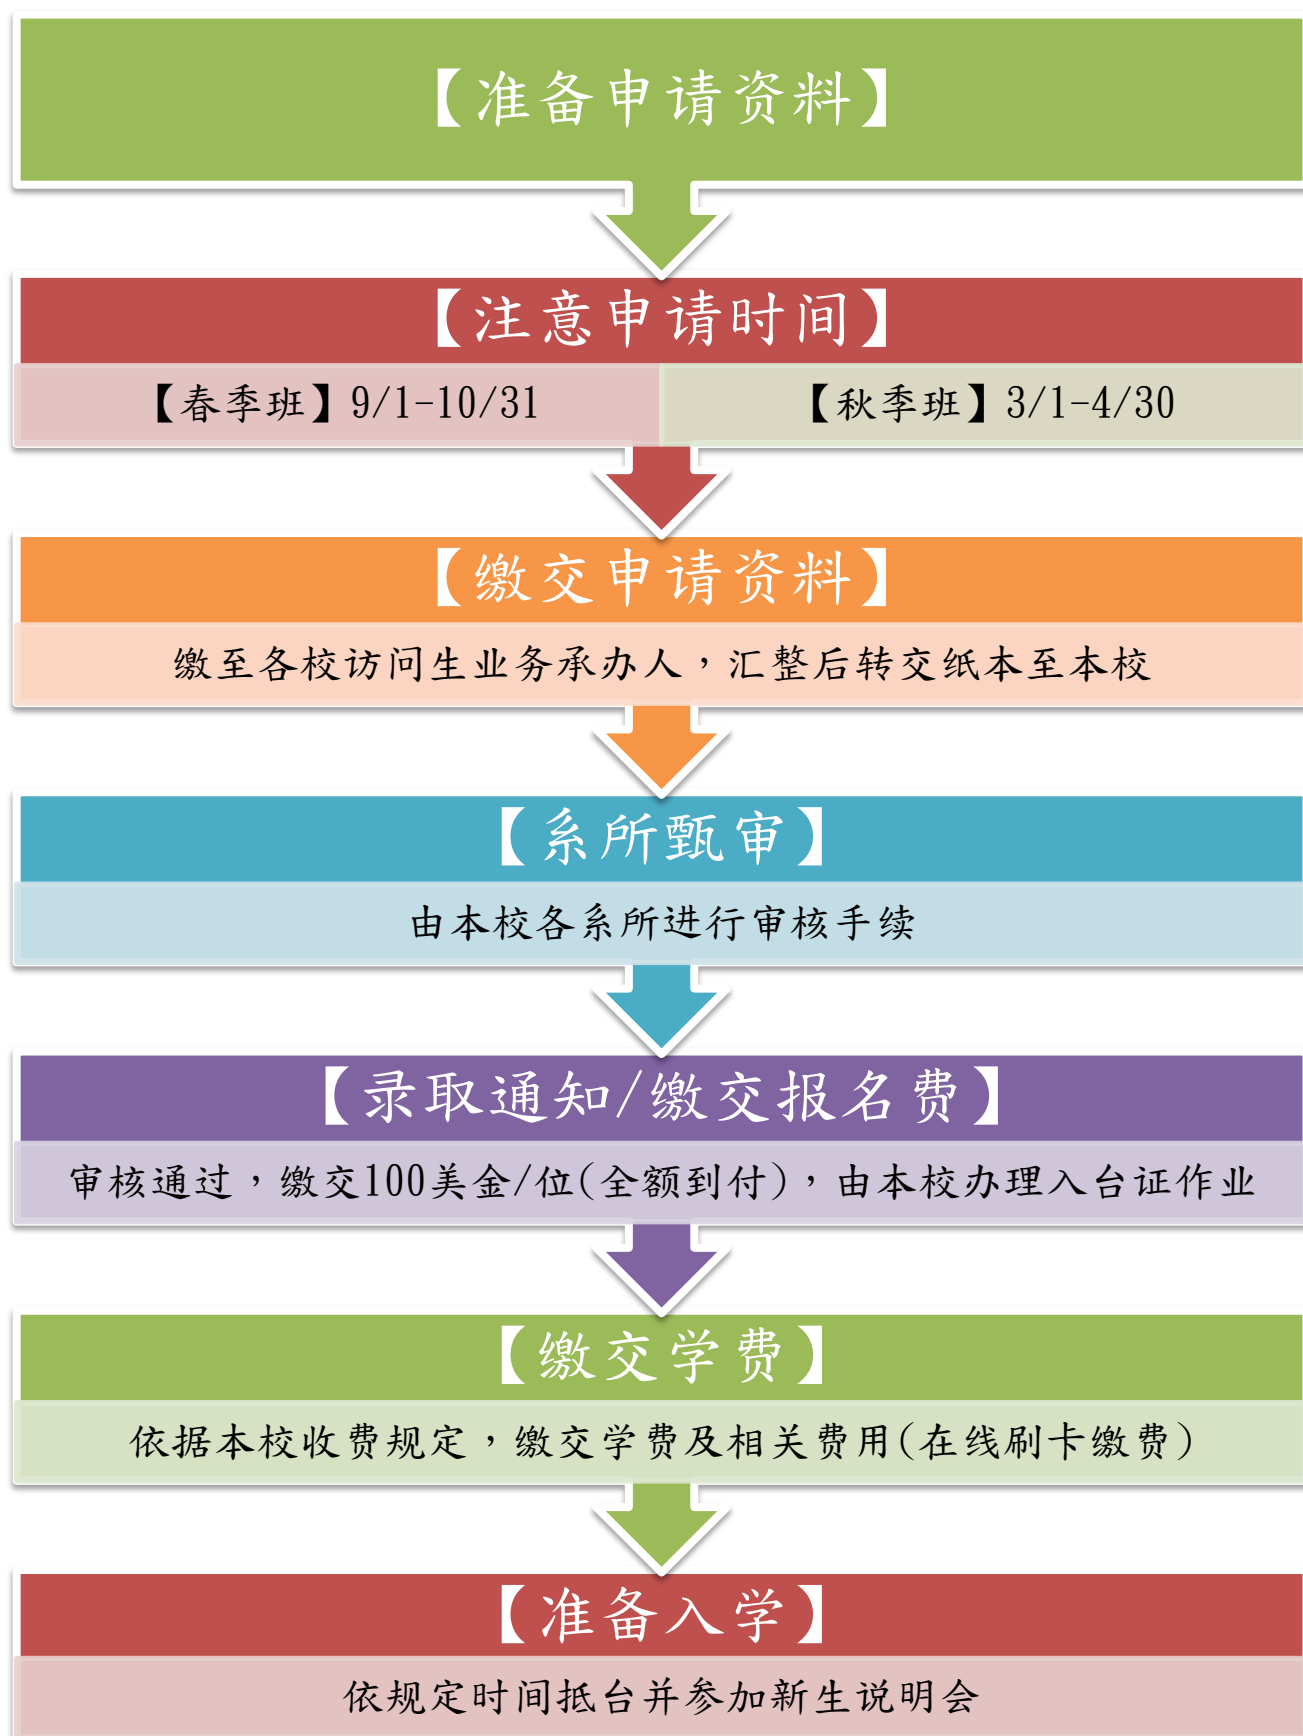 【准备申请资料】
【注意申请时间】
【春季班】9/1-10/31
【秋季班】3/1-4/30
【缴交申请资料】
缴至各校访问生业务承办人，汇整后转交纸本至本校
【系所甄审】
由本校各系所进行审核手续
【录取通知/缴交报名费】
审核通过，缴交100美金/位(全额到付)，由本校办理入台证作业
【缴交学费】
依据本校收费规定，缴交学费及相关费用(在线刷卡缴费)
【准备入学】
依规定时间抵台并参加新生说明会